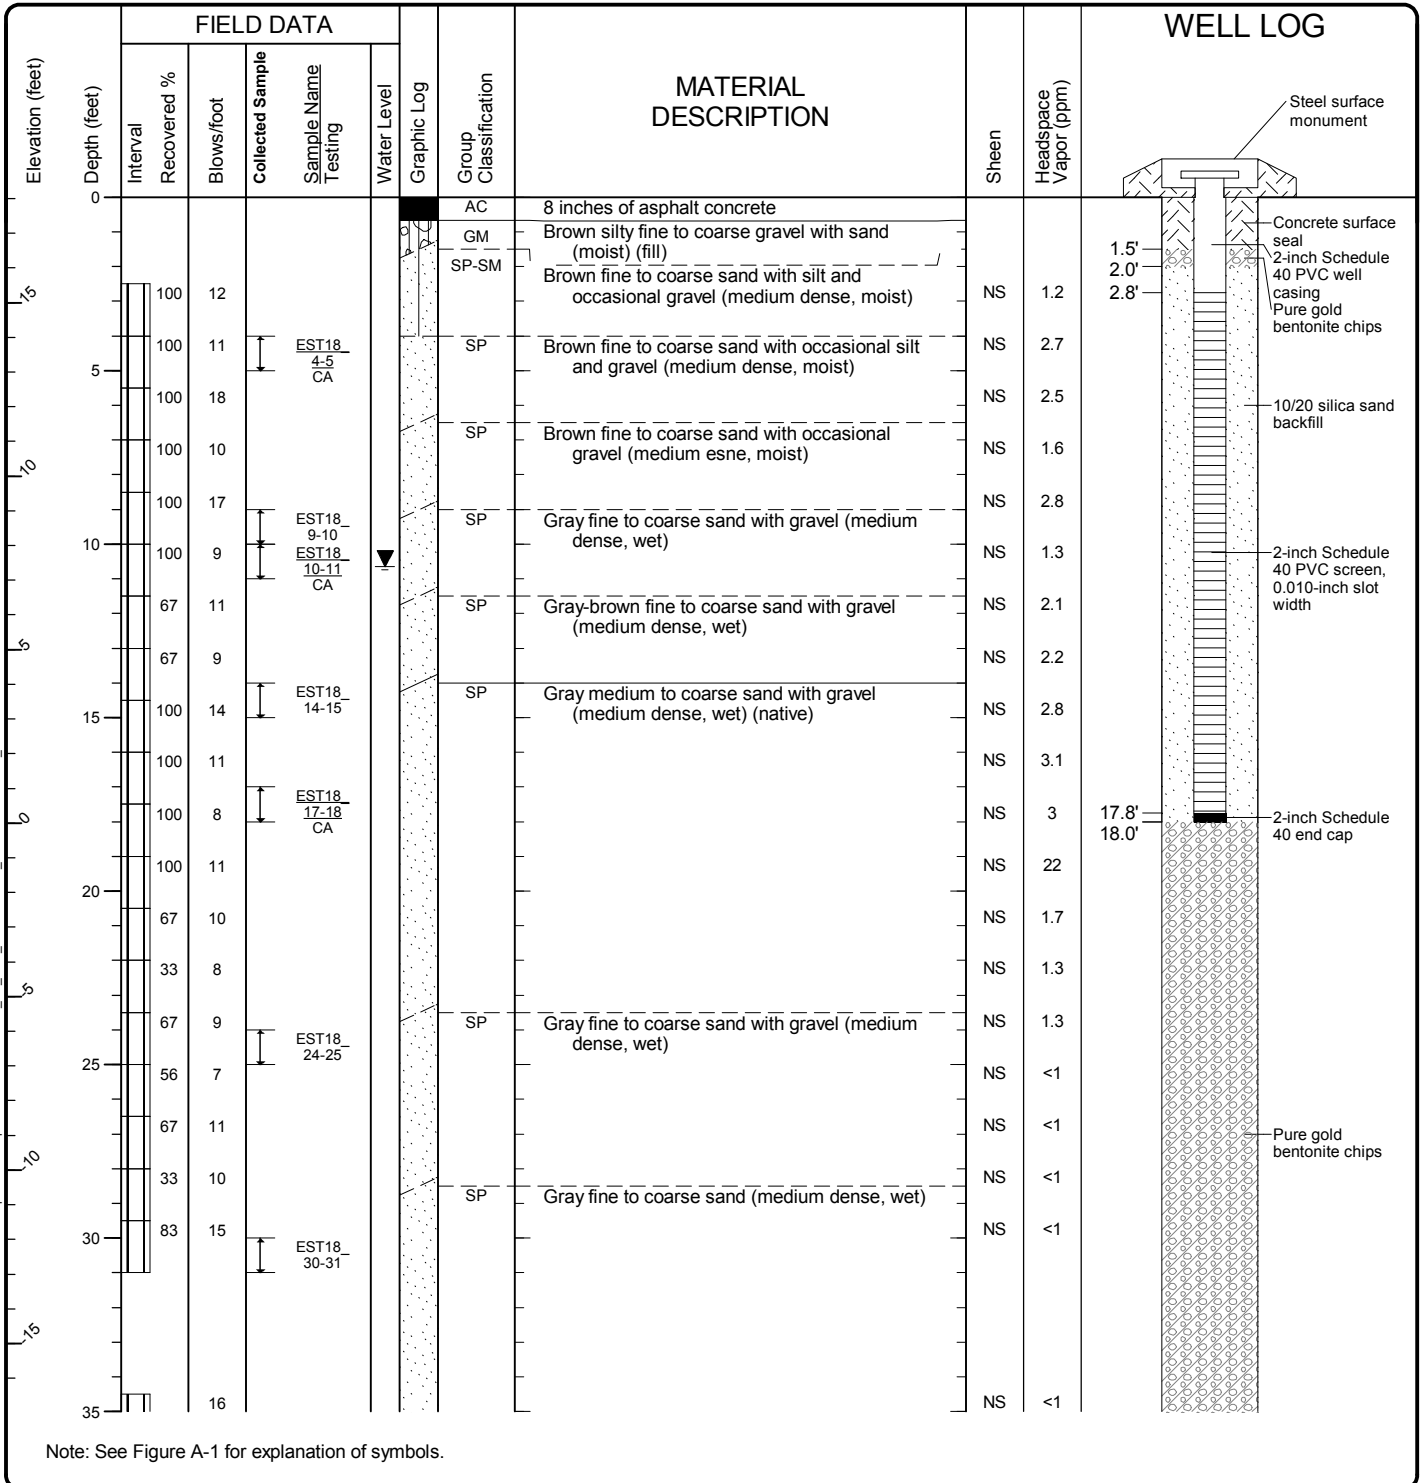 FIELD DATA
WELL LOG
Elevation (feet)
Depth (feet)
Interval
Recovered %
Blows/foot
Collected Sample
Sample Name
Testing
Water Level
Graphic Log
Group
Classification
MATERIAL
DESCRIPTION
Sheen
Headspace
Vapor (ppm)
Steel surface
monument
0
AC
8 inches of asphalt concrete
GM
Brown silty fine to coarse gravel with sand
(moist) (fill)
SP-SM
Brown fine to coarse sand with silt and
occasional gravel (medium dense, moist)
Concrete surface
seal
2-inch Schedule
40 PVC well
casing
Pure gold
bentonite chips
1.5'
2.0'
2.8'
15
100 12 NS 1.2
100 11 NS 2.7
EST18_
4-5
CA
SP
Brown fine to coarse sand with occasional silt
and gravel (medium dense, moist)
5
100 18 NS 2.5
10/20 silica sand
backfill
SP
Brown fine to coarse sand with occasional
gravel (medium esne, moist)
100 10 NS 1.6
10
100 17 NS 2.8
EST18_
9-10
SP
Gray fine to coarse sand with gravel (medium
dense, wet)
10
100 9 NS 1.3
EST18_
10-11
CA
2-inch Schedule
40 PVC screen,
0.010-inch slot
width
67 11 NS 2.1
SP
Gray-brown fine to coarse sand with gravel
(medium dense, wet)
5
67 9 NS 2.2
EST18_
14-15
SP
Gray medium to coarse sand with gravel
(medium dense, wet) (native)
15
100 14 NS 2.8
100 11 NS 3.1
EST18_
17-18
CA
0
100 8 NS 3
17.8'
18.0'
2-inch Schedule
40 end cap
100 11 NS 22
20
67 10 NS 1.7
33 8 NS 1.3
-5
67 9 NS 1.3
SP
Gray fine to coarse sand with gravel (medium
dense, wet)
EST18_
24-25
25
56 7 NS <1
67 11 NS <1
Pure gold
bentonite chips
-10
33 10 NS <1
SP
Gray fine to coarse sand (medium dense, wet)
83 15 NS <1
30
EST18_
30-31
-15
16 NS <1
35
Note: See Figure A-1 for explanation of symbols.